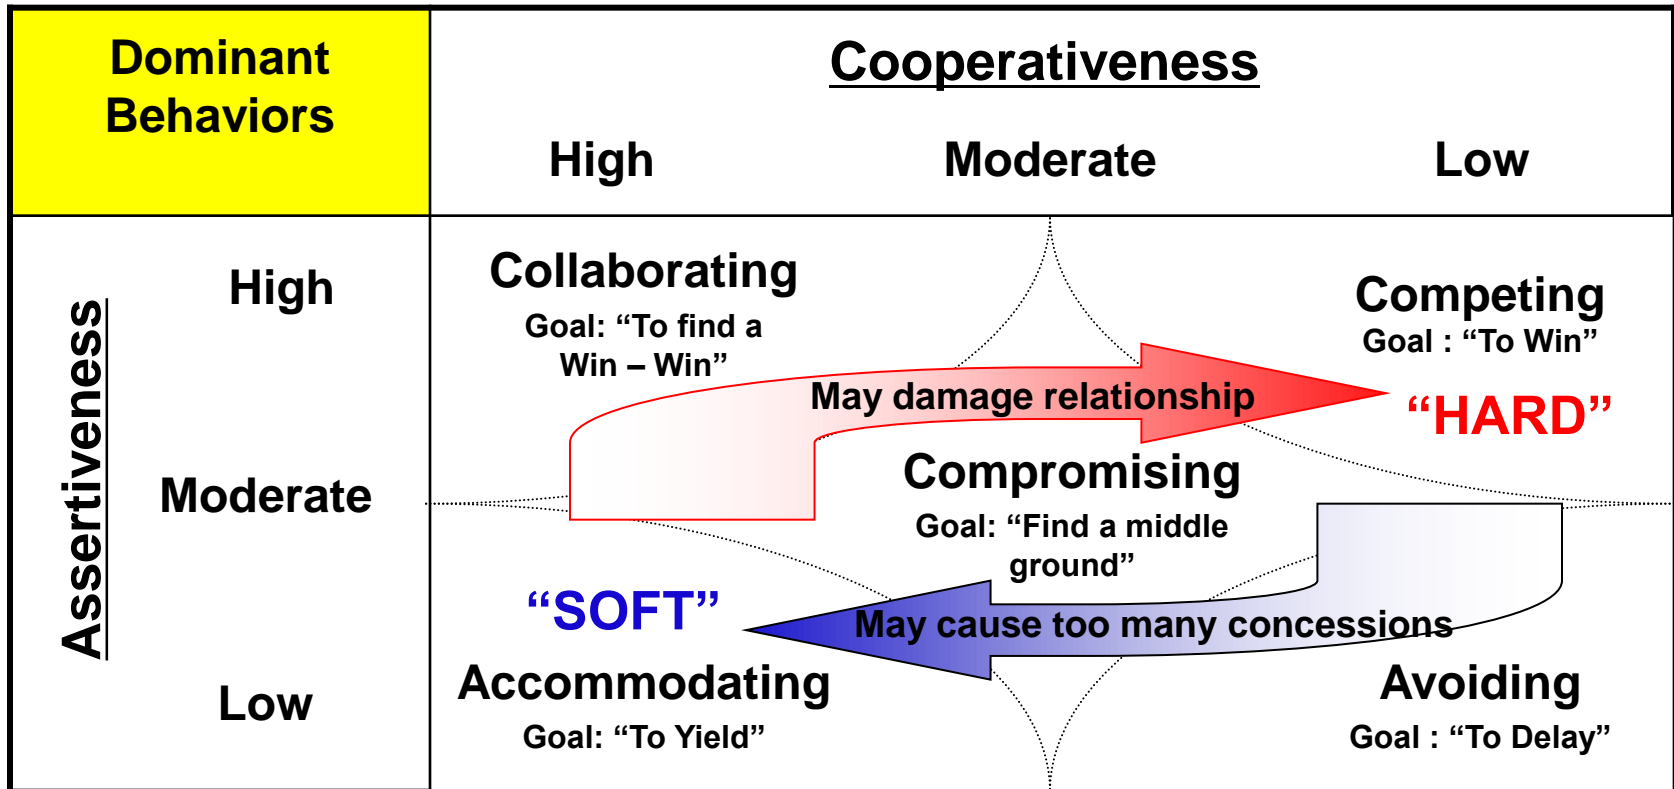 Dominant
Behaviors
Cooperativeness
High
Moderate
Low
Assertiveness
High
Moderate
Low
Collaborating
Goal: “To find a
Win – Win”
Competing
Goal : “To Win”
“HARD”
May damage relationship
Compromising
Goal: “Find a middle
ground”
“SOFT”
May cause too many concessions
Accommodating
Goal: “To Yield”
Avoiding
Goal : “To Delay”